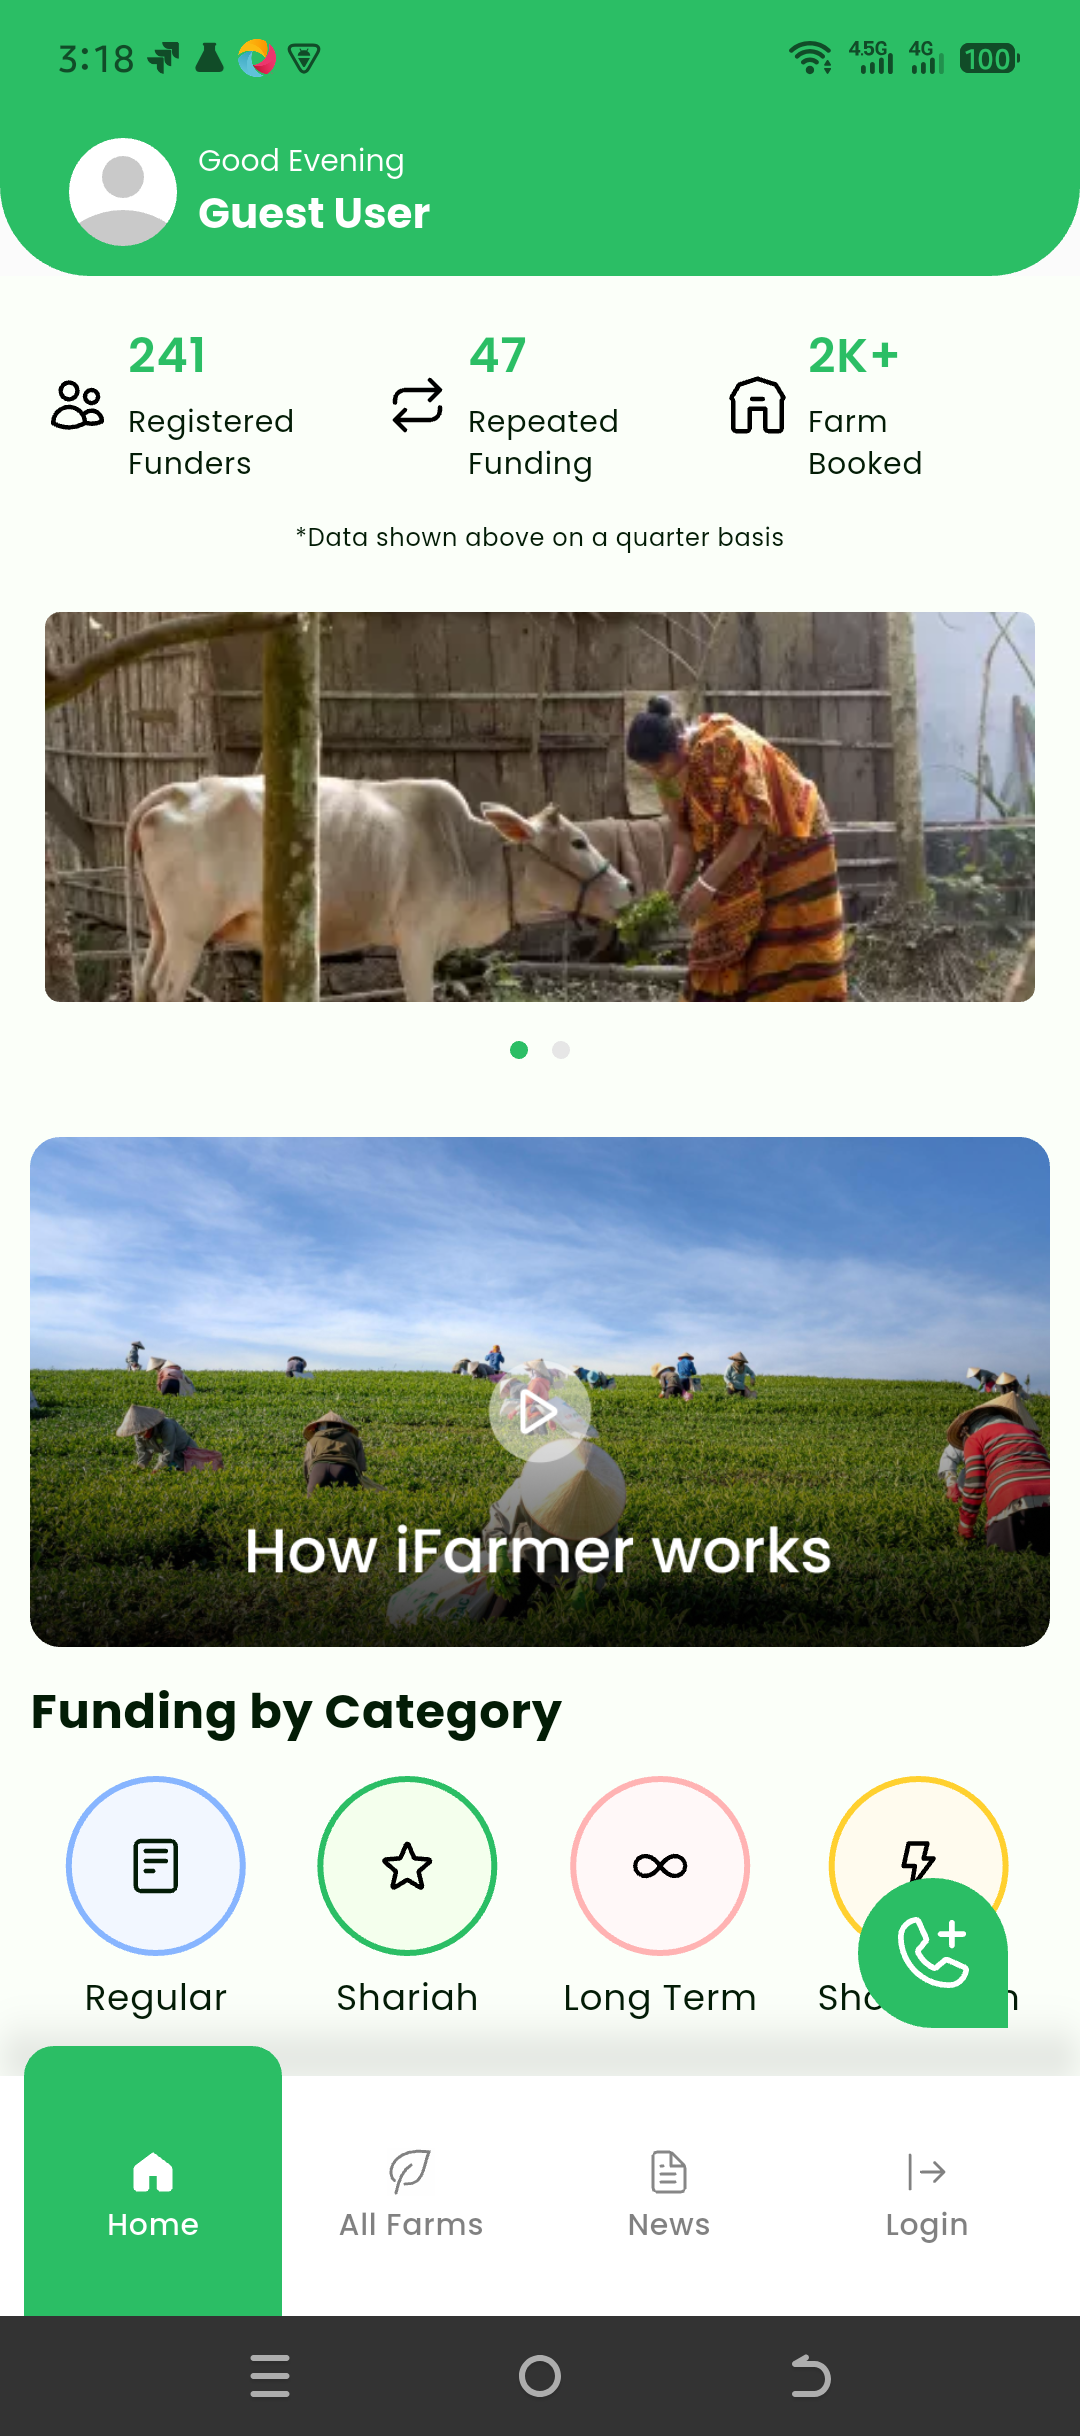 3:18
4.5G
4G
100
Good Evening
Guest User
241
Registered
Funders
47
Repeated
Funding
2K+
Farm
Booked
*Data shown above on a quarter basis
How iFarmer works
Funding by Category
Regular
Shariah
Long Term
Home
All Farms
News
Login